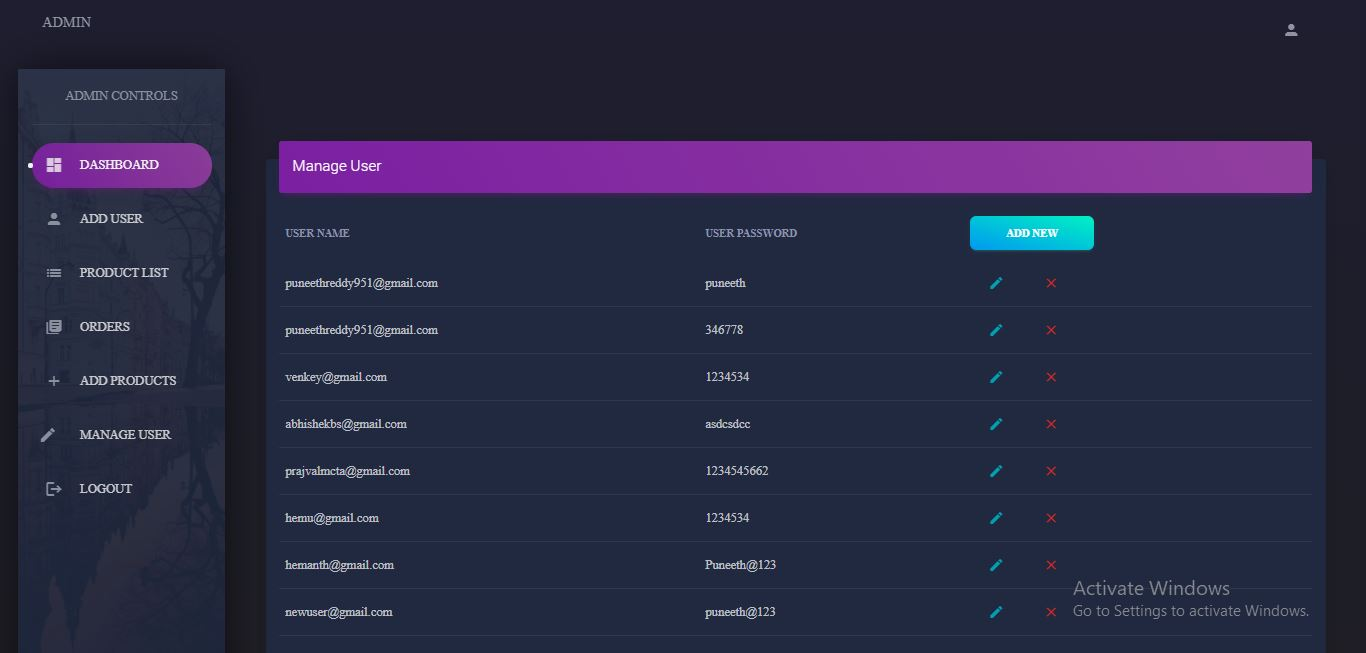 ADMIN
ADMIN CONTROLS
DASHBOARD
ADD USER
PRODUCT LIST
ORDERS
ADD PRODUCTS
MANAGE USER
LOGOUT
Manage User
USER NAME USER PASSWORD ADD NEW
puneethreddy951@gmail.com puneeth
puneethreddy951@gmail.com 346778
venkey@gmail.com 1234534
abhishekbs@gmail.com asdcsdcc
prajvalmcta@gmail.com 1234545662
hemu@gmail.com 1234534
hemanth@gmail.com Puneeth@123
newuser@gmail.com puneeth@123
Activate Windows
Go to Settings to activate Windows.